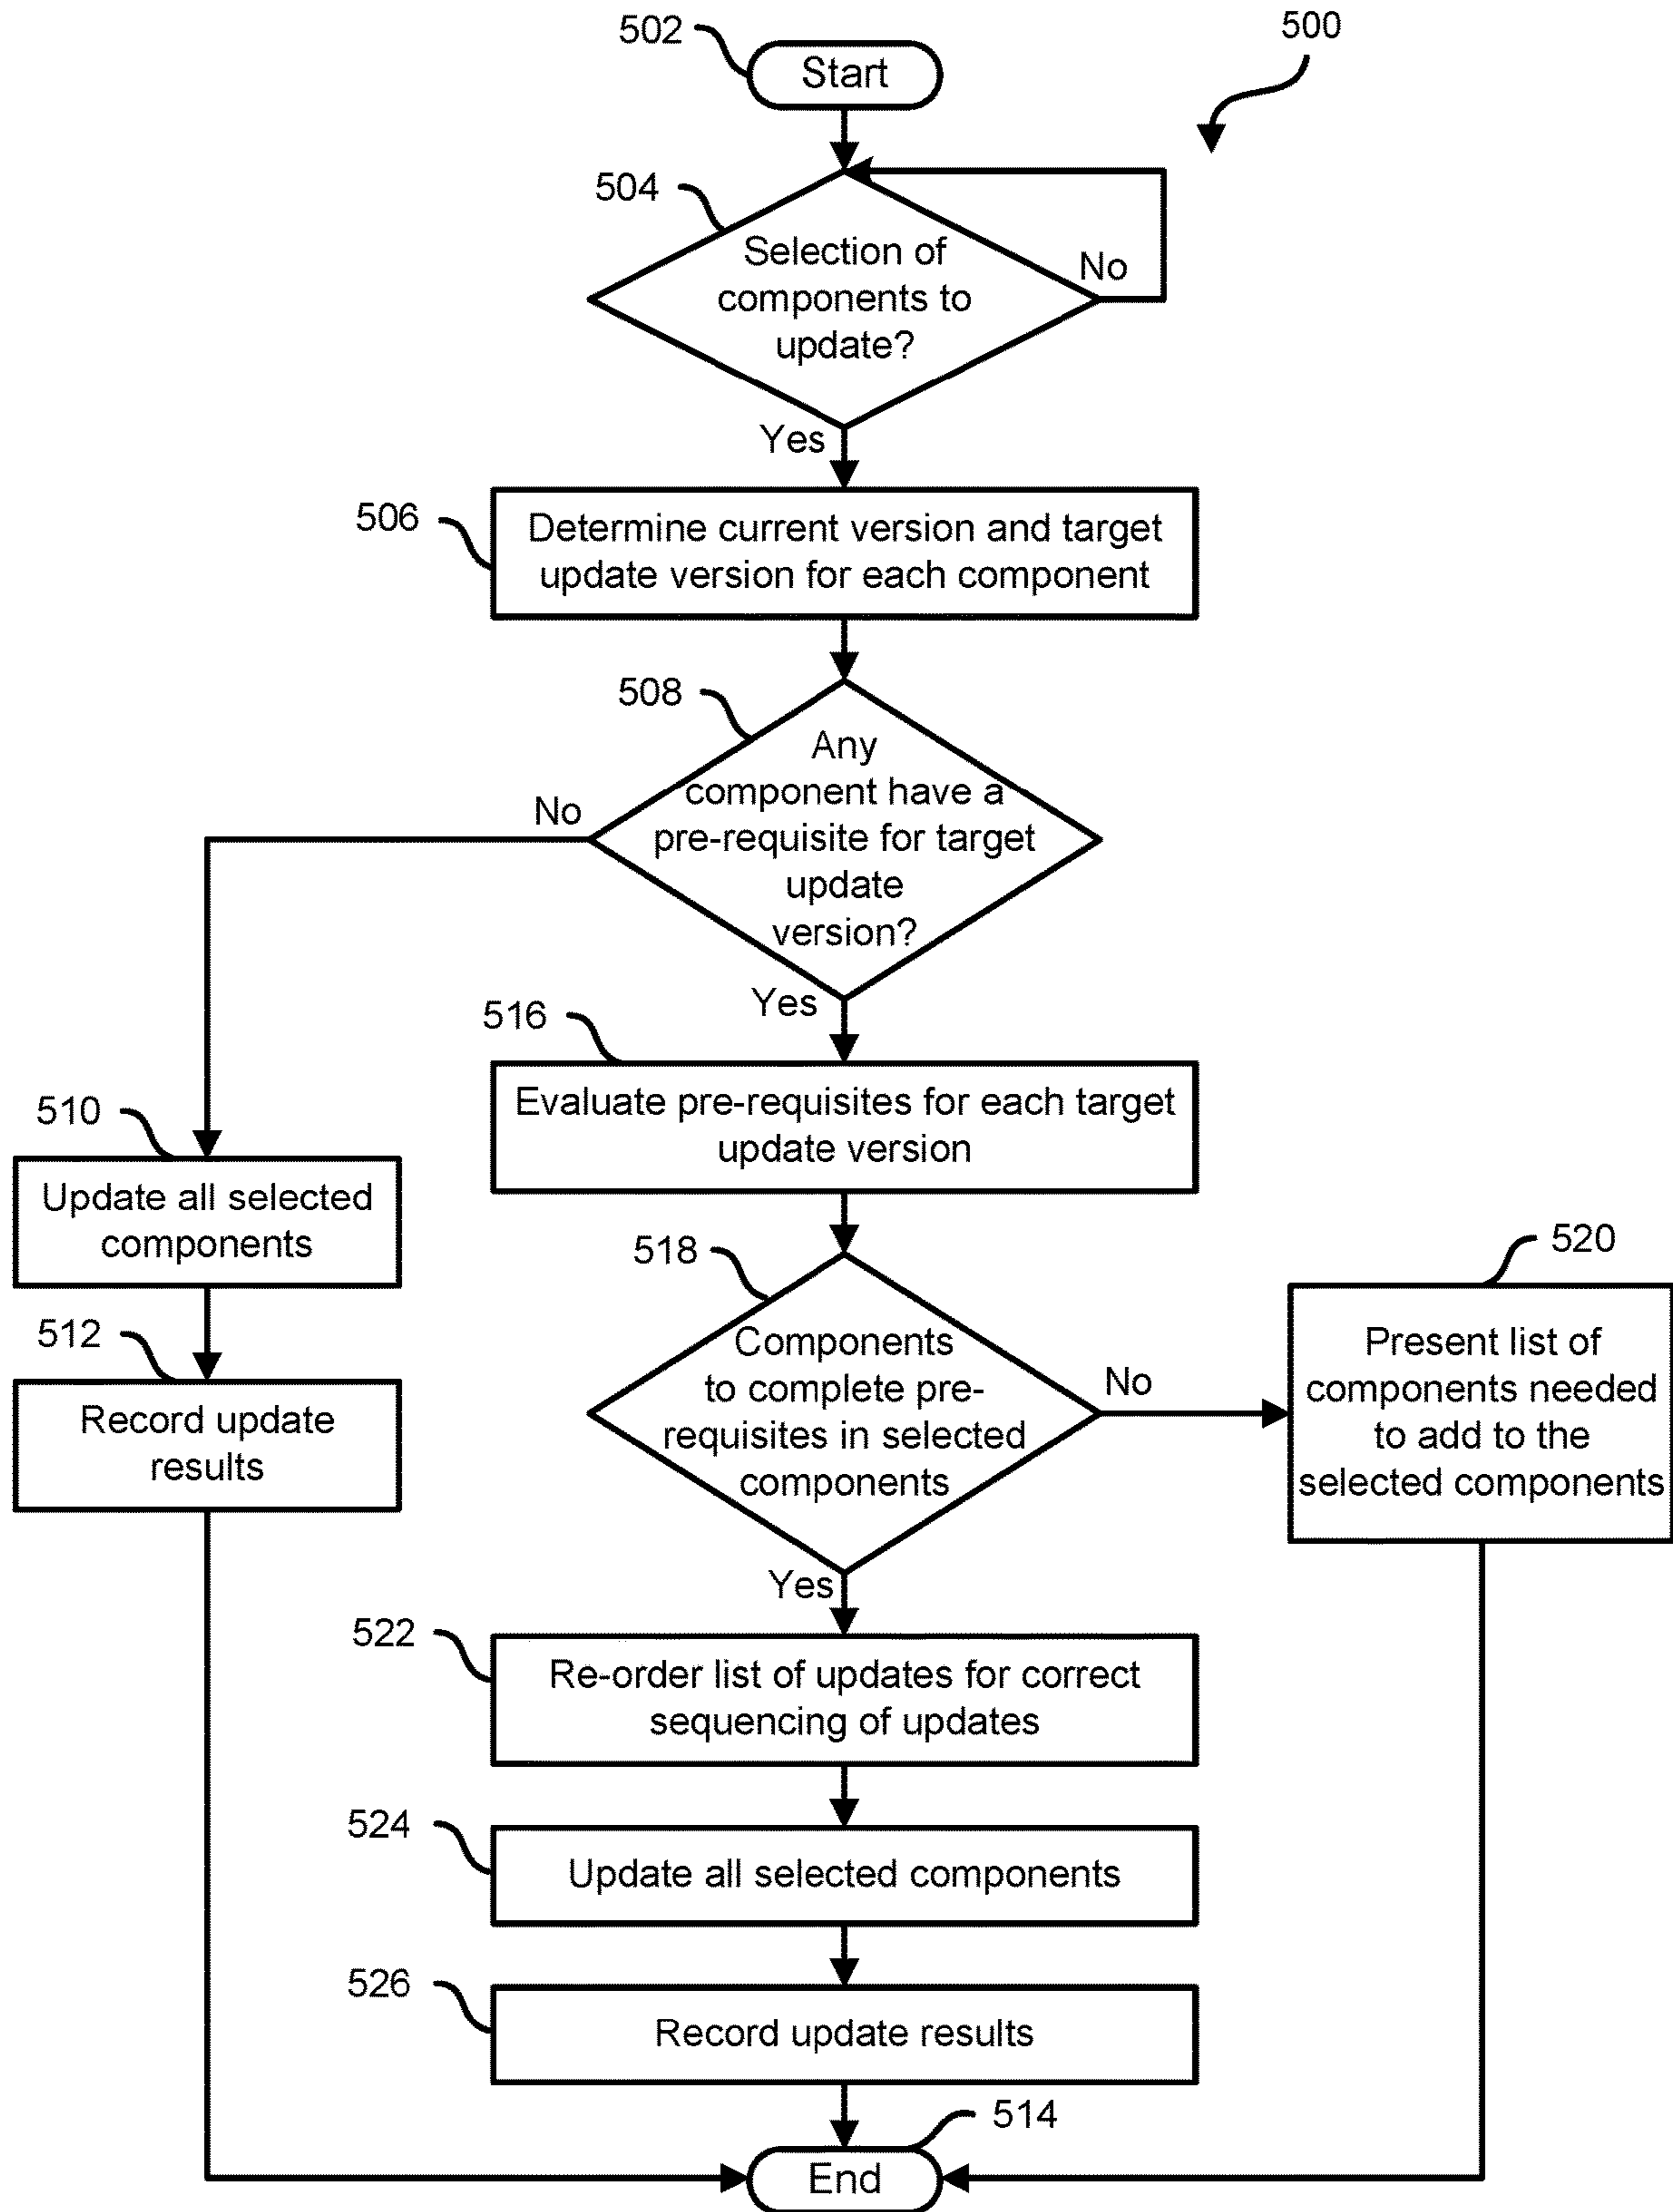 502
Start
500
504
Selection of
components to
update?
No
Yes
506
Determine current version and target
update version for each component
508
Any
component have a
pre-requisite for target
update
version?
No
Yes
516
Evaluate pre-requisites for each target
update version
510
Update all selected
components
512
Record update
results
518
Components
to complete pre-
requisites in selected
components
No
520
Present list of
components needed
to add to the
selected components
Yes
522
Re-order list of updates for correct
sequencing of updates
524
Update all selected components
526
Record update results
514
End